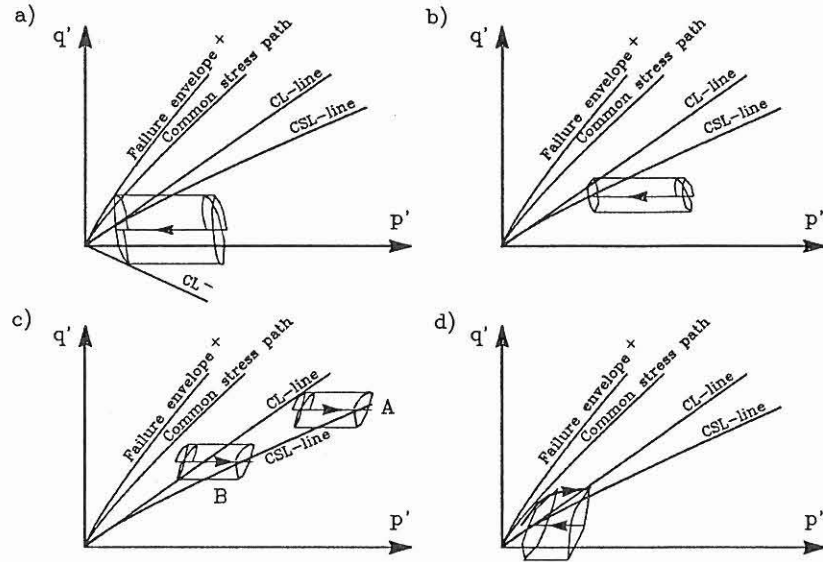 a)
q'
Failure envelope +
Common stress path
CL-line
CSL-line
p'
CL-
b)
q'
Failure envelope +
Common stress path
CL-line
CSL-line
p'
c)
q'
Failure envelope +
Common stress path
CL-line
A
CSL-line
B
p'
d)
q'
Failure envelope +
Common stress path
CL-line
CSL-line
p'